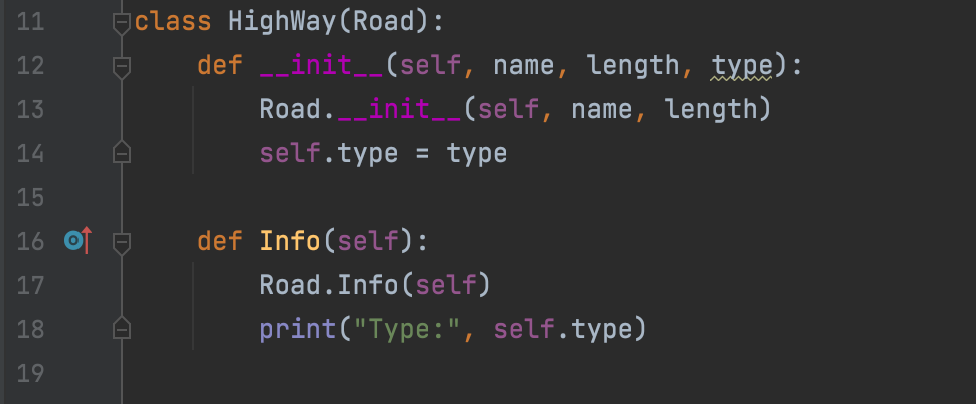 11 class HighWay(Road):
12     def __init__(self, name, length, type):
13         Road.__init__(self, name, length)
14         self.type = type
15
16     def Info(self):
17         Road.Info(self)
18         print("Type:", self.type)
19